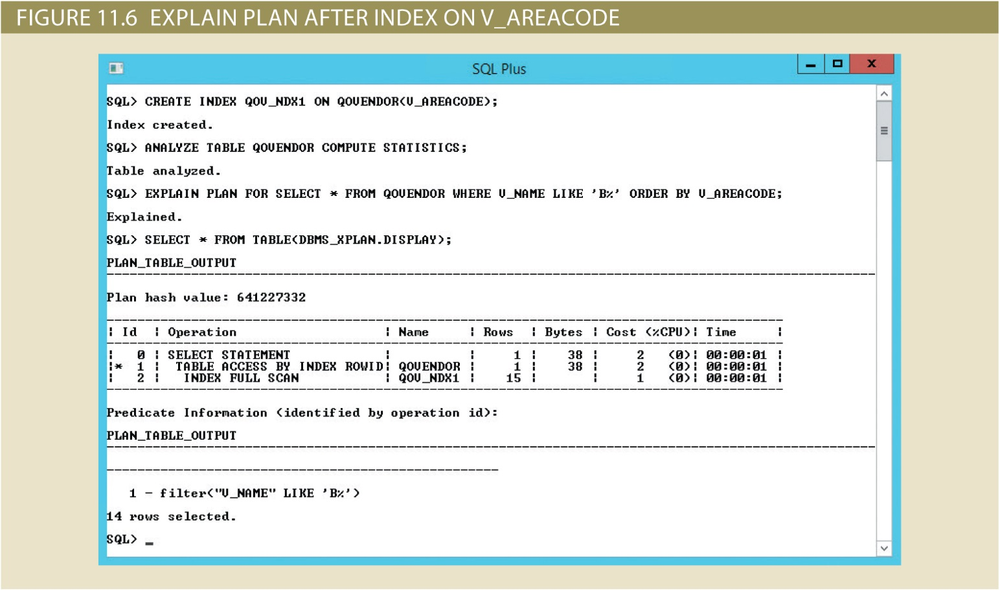 FIGURE 11.6 EXPLAIN PLAN AFTER INDEX ON V_AREACODE
SQL Plus
SQL> CREATE INDEX QOV_NDX1 ON QOVENDOR(V_AREACODE);
Index created.
SQL> ANALYZE TABLE QOVENDOR COMPUTE STATISTICS;
Table analyzed.
SQL> EXPLAIN PLAN FOR SELECT * FROM QOVENDOR WHERE V_NAME LIKE 'B%' ORDER BY V_AREACODE;
Explained.
SQL> SELECT * FROM TABLE(DBMS_XPLAN.DISPLAY);
PLAN_TABLE_OUTPUT
Plan hash value: 641227332
| Id | Operation | Name | Rows | Bytes | Cost (%CPU)| Time |
| 0 | SELECT STATEMENT | | 1 | 38 | 2 (0)| 00:00:01 |
|* 1 | TABLE ACCESS BY INDEX ROWID| QOVENDOR | 1 | 38 | 2 (0)| 00:00:01 |
| 2 | INDEX FULL SCAN | QOV_NDX1 | 15 | | 1 (0)| 00:00:01 |
Predicate Information (identified by operation id):
PLAN_TABLE_OUTPUT
1 - filter("V_NAME" LIKE 'B%')
14 rows selected.
SQL> _